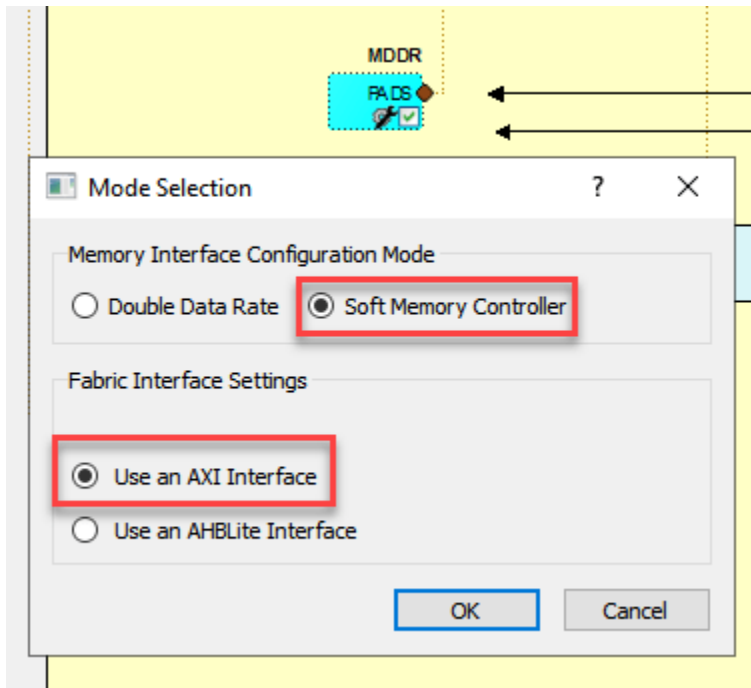 MDDR
PADS
Mode Selection
?
Memory Interface Configuration Mode
Double Data Rate
Soft Memory Controller
Fabric Interface Settings
Use an AXI Interface
Use an AHBLite Interface
OK
Cancel